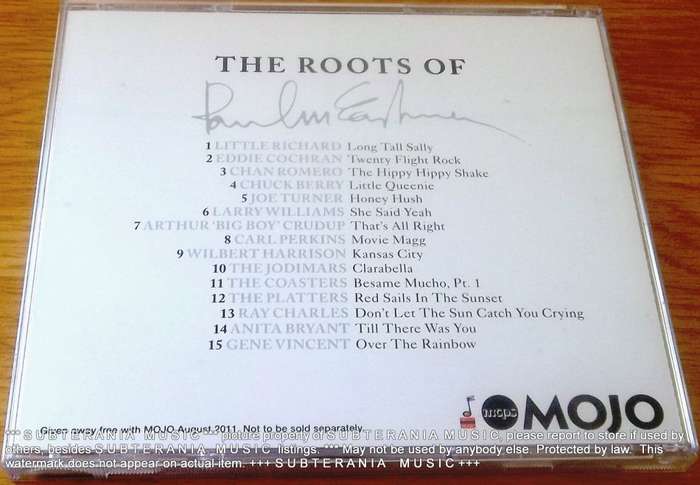 THE ROOTS OF
Paul McCartney
1 LITTLE RICHARD Long Tall Sally
2 EDDIE COCHRAN Twenty Flight Rock
3 CHAN ROMERO The Hippy Hippy Shake
4 CHUCK BERRY Little Queenie
5 JOE TURNER Honey Hush
6 LARRY WILLIAMS She Said Yeah
7 ARTHUR 'BIG BOY' CRUDUP That's All Right
8 CARL PERKINS Movie Magg
9 WILBERT HARRISON Kansas City
10 THE JODIMARS Clarabella
11 THE COASTERS Besame Mucho, Pt. 1
12 THE PLATTERS Red Sails In The Sunset
13 RAY CHARLES Don't Let The Sun Catch You Crying
14 ANITA BRYANT Till There Was You
15 GENE VINCENT Over The Rainbow
mcps MOJO
Given away free with MOJO August 2011. Not to be sold separately
*** SUBTERANIA MUSIC *** picture property of SUBTERANIA MUSIC, please report to store if used by
others, besides SUBTERANIA MUSIC listings. *** May not be used by anybody else. Protected by law. This
watermark does not appear on actual item. +++ SUBTERANIA MUSIC +++